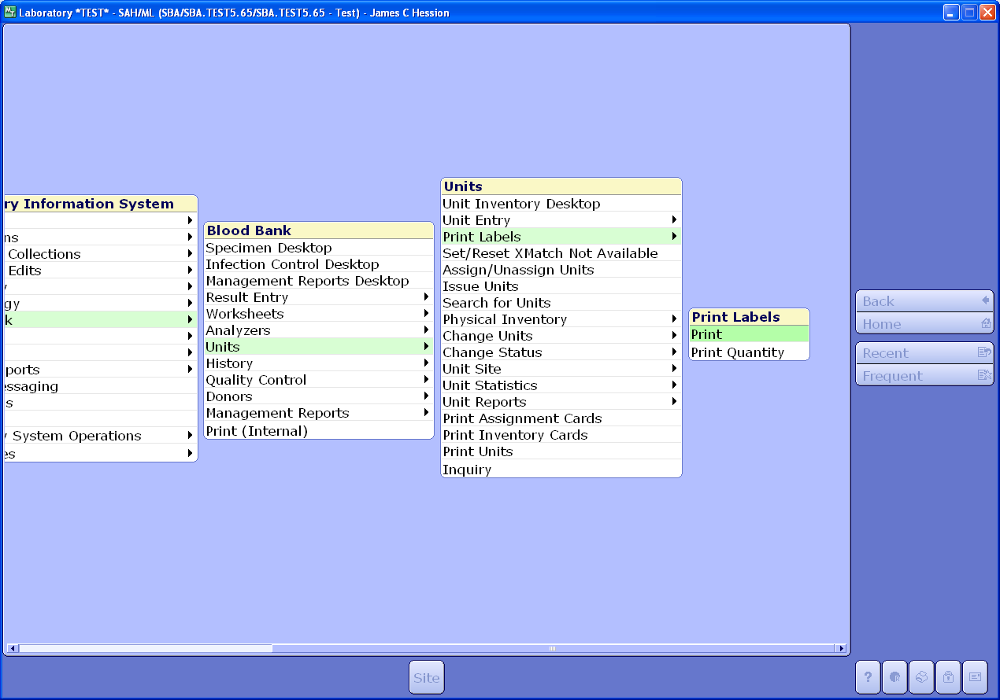 Laboratory *TEST* - SAH/ML (SBA/SBA.TEST5.65/SBA.TEST5.65 - Test) - James C Hession
ry Information System
ns
Collections
Edits
y
gy
k
ports
essaging
s
y System Operations
es
Blood Bank
Specimen Desktop
Infection Control Desktop
Management Reports Desktop
Result Entry
Worksheets
Analyzers
Units
History
Quality Control
Donors
Management Reports
Print (Internal)
Units
Unit Inventory Desktop
Unit Entry
Print Labels
Set/Reset XMatch Not Available
Assign/Unassign Units
Issue Units
Search for Units
Physical Inventory
Change Units
Change Status
Unit Site
Unit Statistics
Unit Reports
Print Assignment Cards
Print Inventory Cards
Print Units
Inquiry
Print Labels
Print
Print Quantity
Back
Home
Recent
Frequent
Site
?